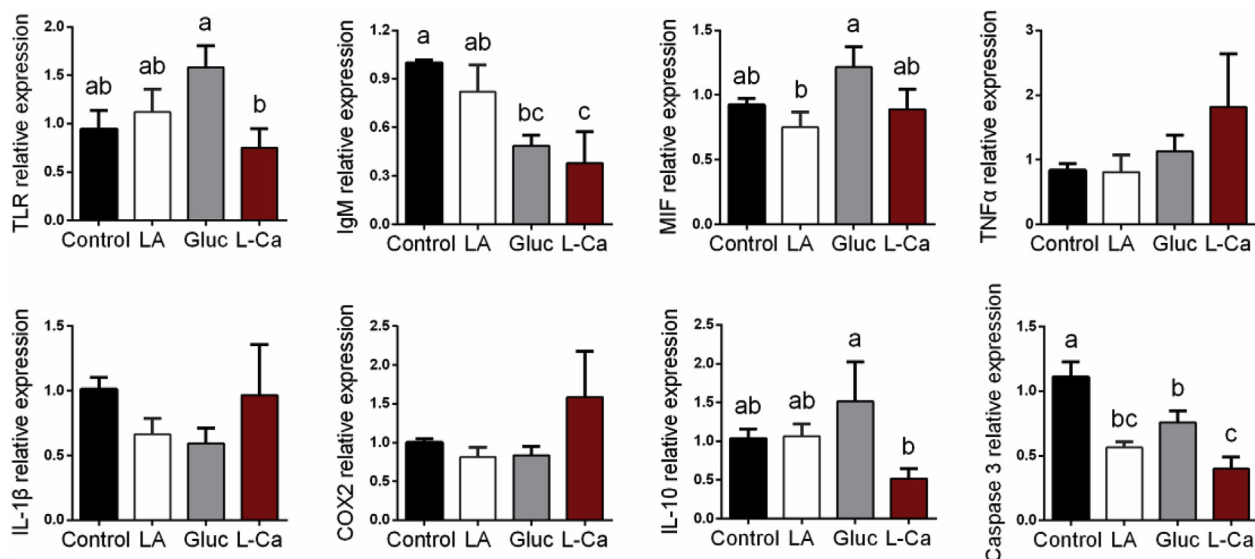 TLR relative expression
2.0
1.5
1.0
0.5
0.0
ab
ab
a
b
Control LA Gluc L-Ca
IgM relative expression
1.2
0.9
0.6
0.3
0.0
a
ab
bc
c
Control LA Gluc L-Ca
MIF relative expression
1.5
1.0
0.5
0.0
ab
b
a
ab
Control LA Gluc L-Ca
TNFα relative expression
3
2
1
0
Control LA Gluc L-Ca
IL-1β relative expression
1.5
1.0
0.5
0.0
Control LA Gluc L-Ca
COX2 relative expression
2.5
2.0
1.5
1.0
0.5
0.0
Control LA Gluc L-Ca
IL-10 relative expression
2.5
2.0
1.5
1.0
0.5
0.0
ab
ab
a
b
Control LA Gluc L-Ca
Caspase 3 relative expression
1.5
1.0
0.5
0.0
a
bc
b
c
Control LA Gluc L-Ca